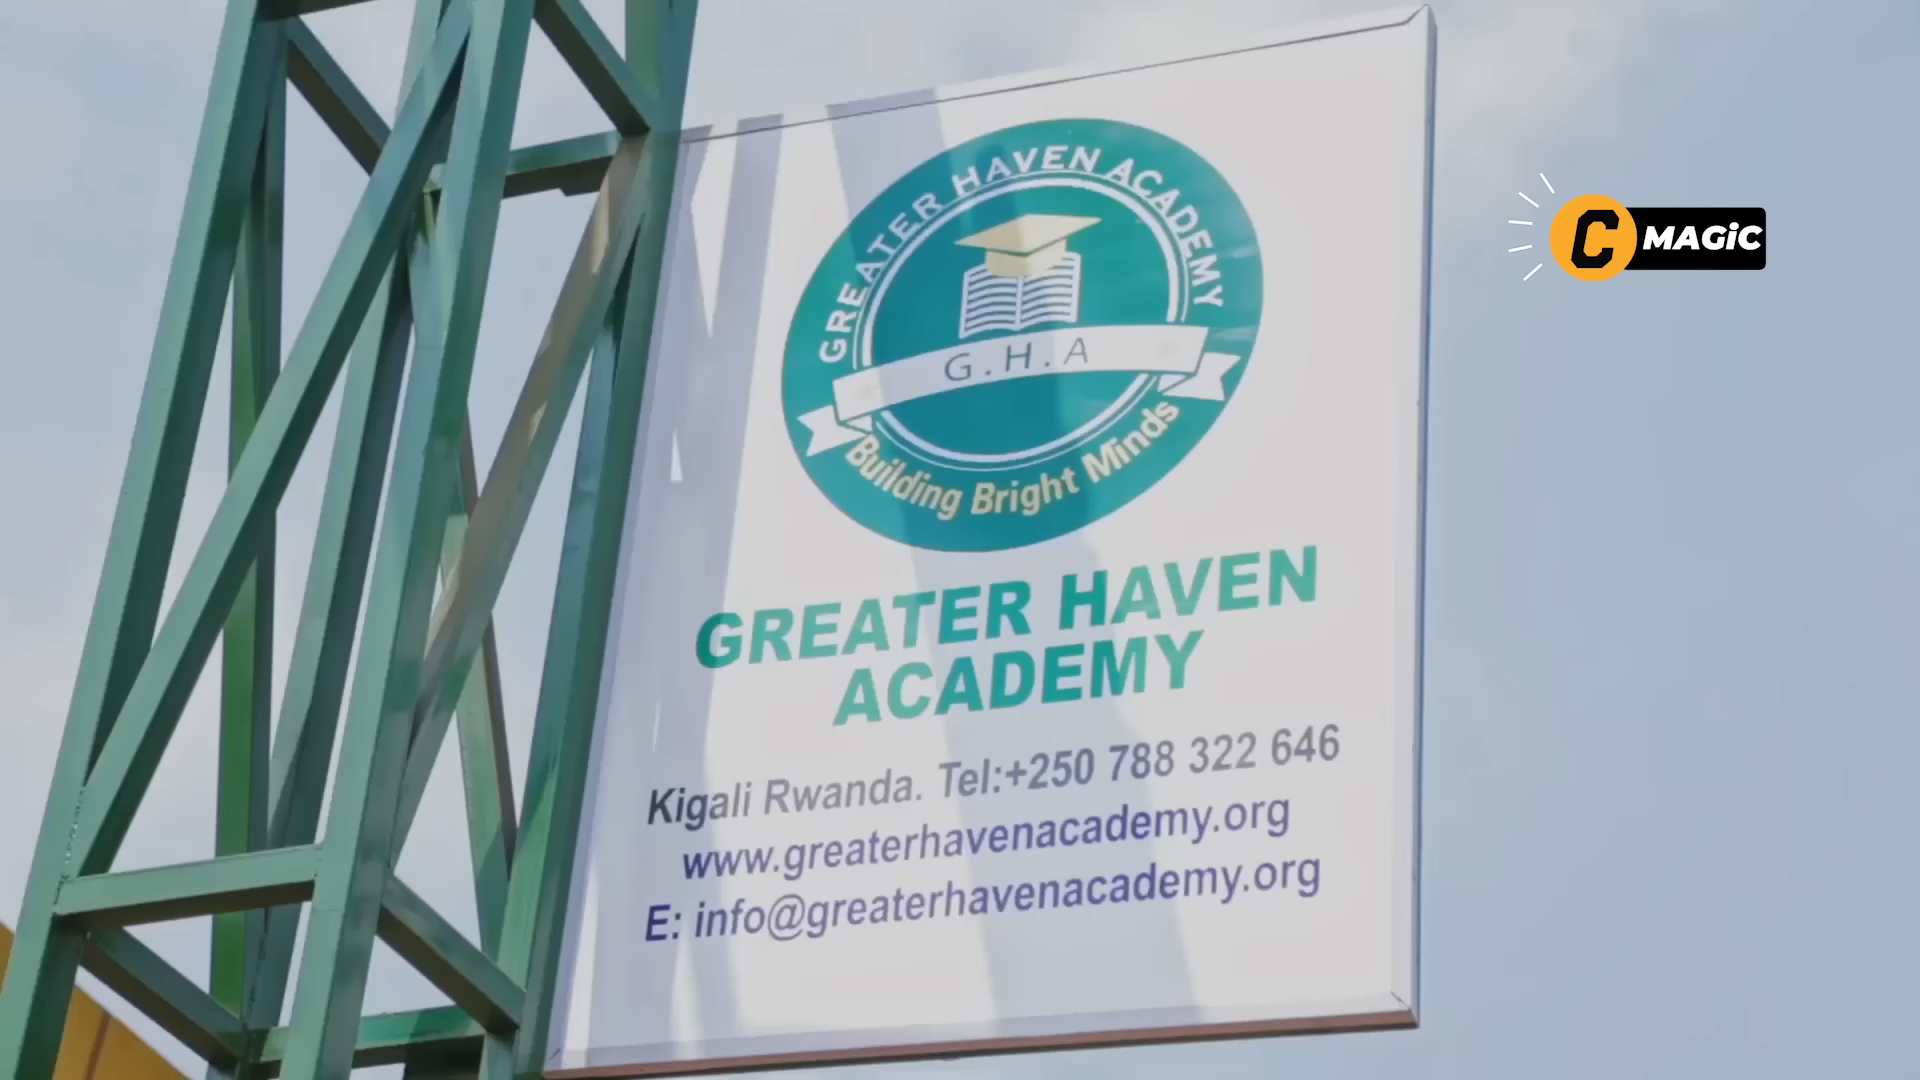 GREATER HAVEN ACADEMY
G.H.A
Building Bright Minds
GREATER HAVEN
ACADEMY
Kigali Rwanda. Tel:+250 788 322 646
www.greaterhavenacademy.org
E: info@greaterhavenacademy.org
C MAGiC